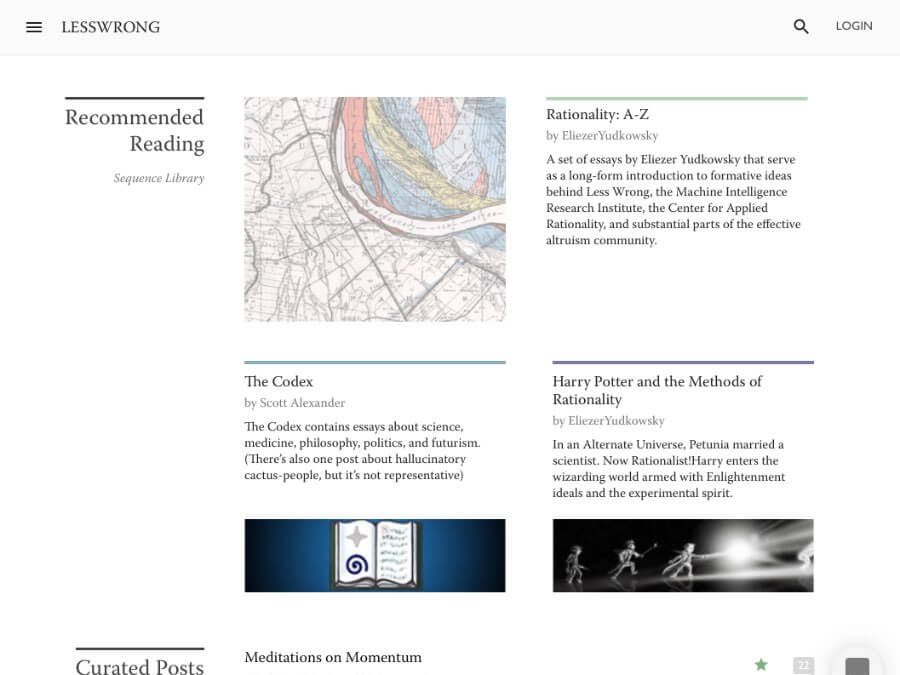 LESSWRONG
LOGIN
Recommended
Reading
Sequence Library
Rationality: A-Z
by EliezerYudkowsky
A set of essays by Eliezer Yudkowsky that serve
as a long-form introduction to formative ideas
behind Less Wrong, the Machine Intelligence
Research Institute, the Center for Applied
Rationality, and substantial parts of the effective
altruism community.
The Codex
by Scott Alexander
The Codex contains essays about science,
medicine, philosophy, politics, and futurism.
(There's also one post about hallucinatory
cactus-people, but it's not representative)
Harry Potter and the Methods of
Rationality
by EliezerYudkowsky
In an Alternate Universe, Petunia married a
scientist. Now Rationalist!Harry enters the
wizarding world armed with Enlightenment
ideals and the experimental spirit.
Curated Posts
Meditations on Momentum
22